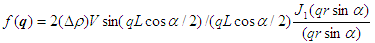 f(q) = 2(Δρ)V sin(qL cos α / 2) /(qL cos α / 2) J₁(qr sin α) / (qr sin α)